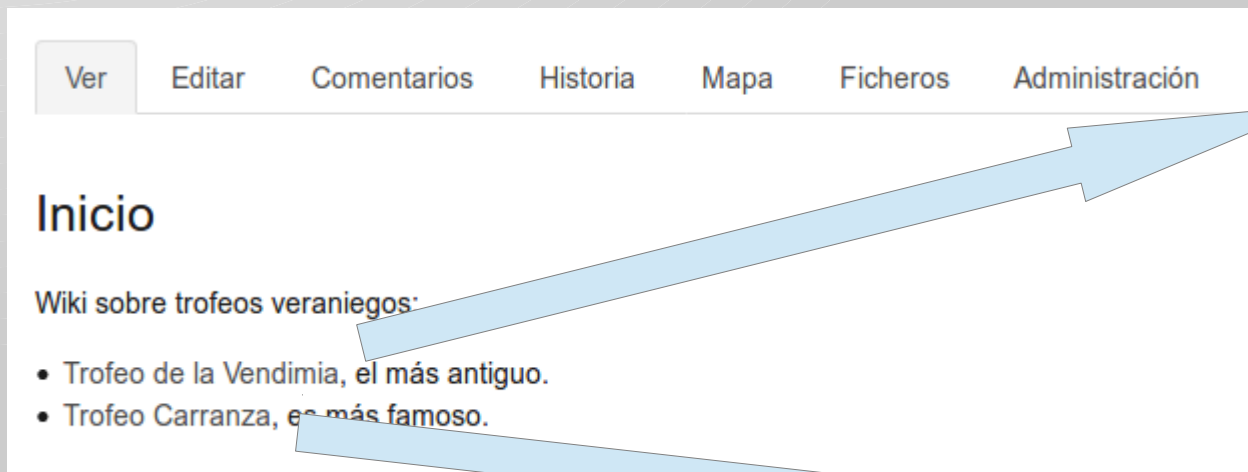 Ver Editar Comentarios Historia Mapa Ficheros Administración
Inicio
Wiki sobre trofeos veraniegos:
Trofeo de la Vendimia, el más antiguo.
Trofeo Carranza, es más famoso.